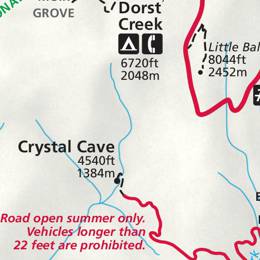 Dorst
Creek
GROVE
6720ft
2048m
Little Bal
8044ft
2452m
Crystal Cave
4540ft
1384m
Road open summer only.
Vehicles longer than
22 feet are prohibited.